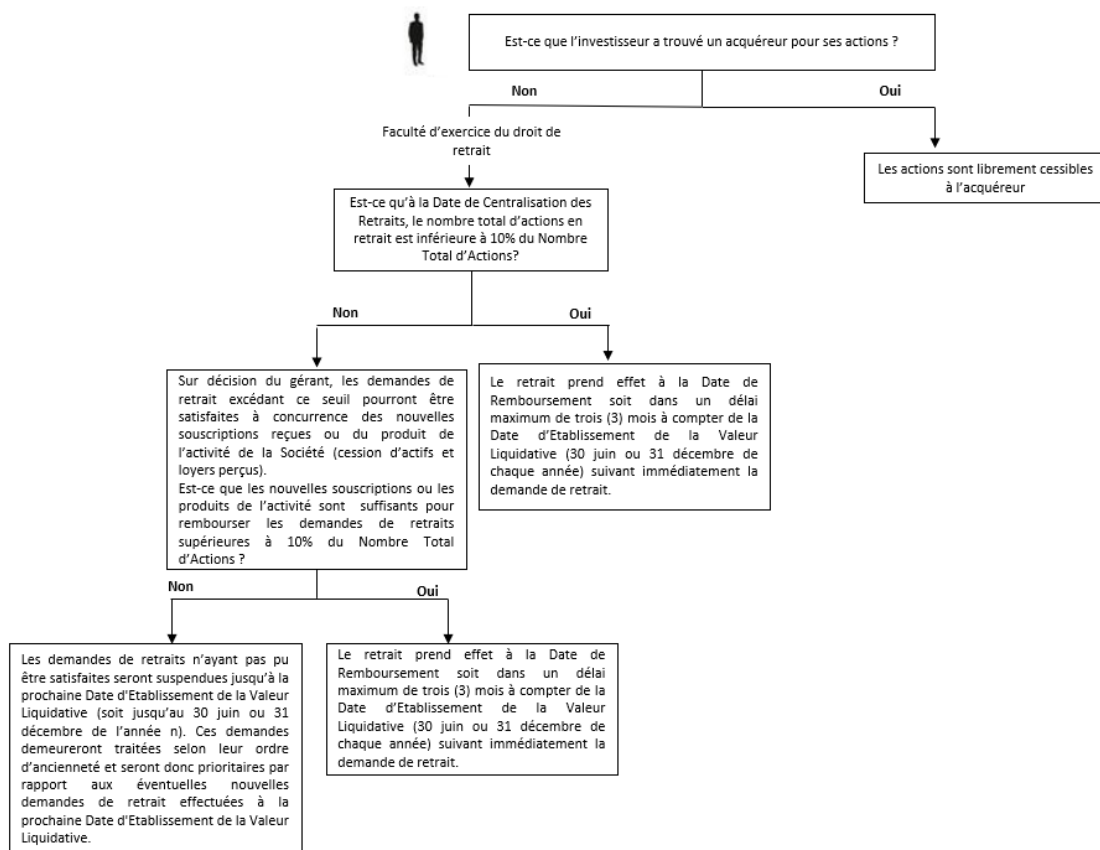 Est-ce que l'investisseur a trouvé un acquéreur pour ses actions ?
Non
Oui
Faculté d'exercice du droit de
retrait
Les actions sont librement cessibles
à l'acquéreur
Est-ce qu'à la Date de Centralisation des
Retraits, le nombre total d'actions en
retrait est inférieure à 10% du Nombre
Total d'Actions?
Non
Oui
Sur décision du gérant, les demandes de
retrait excédant ce seuil pourront être
satisfaites à concurrence des nouvelles
souscriptions reçues ou du produit de
l'activité de la Société (cession d'actifs et
loyers perçus).
Est-ce que les nouvelles souscriptions ou les
produits de l'activité sont suffisants pour
rembourser les demandes de retraits
supérieures à 10% du Nombre Total
d'Actions ?
Le retrait prend effet à la Date de
Remboursement soit dans un délai
maximum de trois (3) mois à compter de la
Date d'Etablissement de la Valeur
Liquidative (30 juin ou 31 décembre de
chaque année) suivant immédiatement la
demande de retrait.
Non
Oui
Les demandes de retraits n'ayant pas pu
être satisfaites seront suspendues jusqu'à la
prochaine Date d'Etablissement de la Valeur
Liquidative (soit jusqu'au 30 juin ou 31
décembre de l'année n). Ces demandes
demeureront traitées selon leur ordre
d'ancienneté et seront donc prioritaires par
rapport aux éventuelles nouvelles
demandes de retrait effectuées à la
prochaine Date d'Etablissement de la Valeur
Liquidative.
Le retrait prend effet à la Date de
Remboursement soit dans un délai
maximum de trois (3) mois à compter de la
Date d'Etablissement de la Valeur
Liquidative (30 juin ou 31 décembre de
chaque année) suivant immédiatement la
demande de retrait.